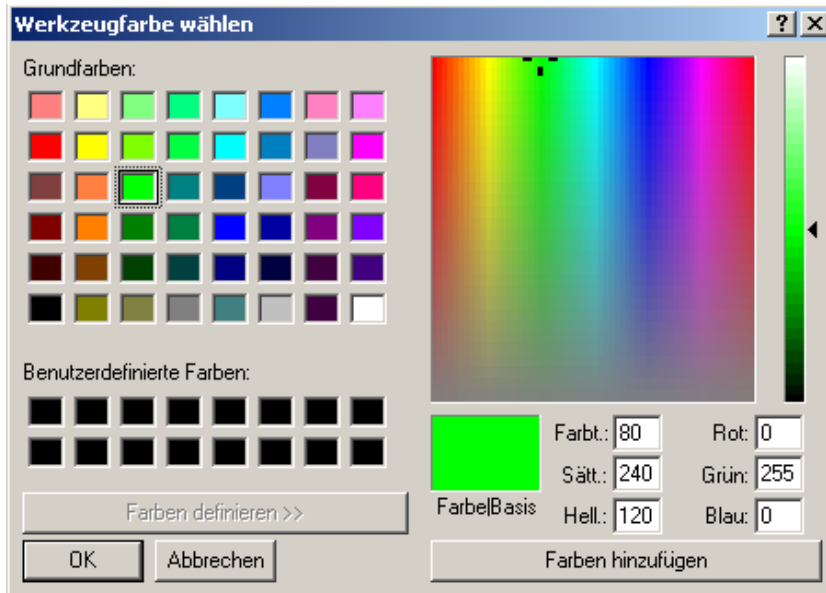 Werkzeugfarbe wählen
Grundfarben:
Benutzerdefinierte Farben:
Farben definieren >>
OK Abbrechen
Farbe|Basis
Farbt.: 80 Rot: 0
Sätt.: 240 Grün: 255
Hell.: 120 Blau: 0
Farben hinzufügen